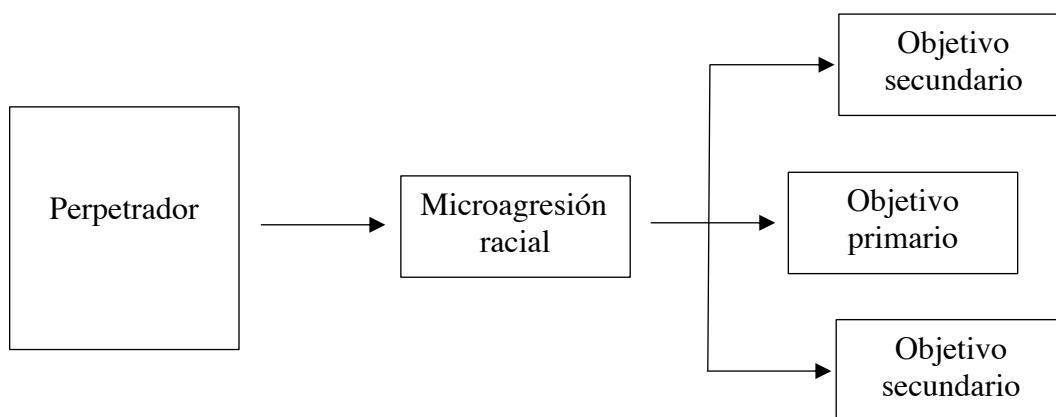 Objetivo
secundario
Perpetrador
Microagresión
racial
Objetivo
primario
Objetivo
secundario